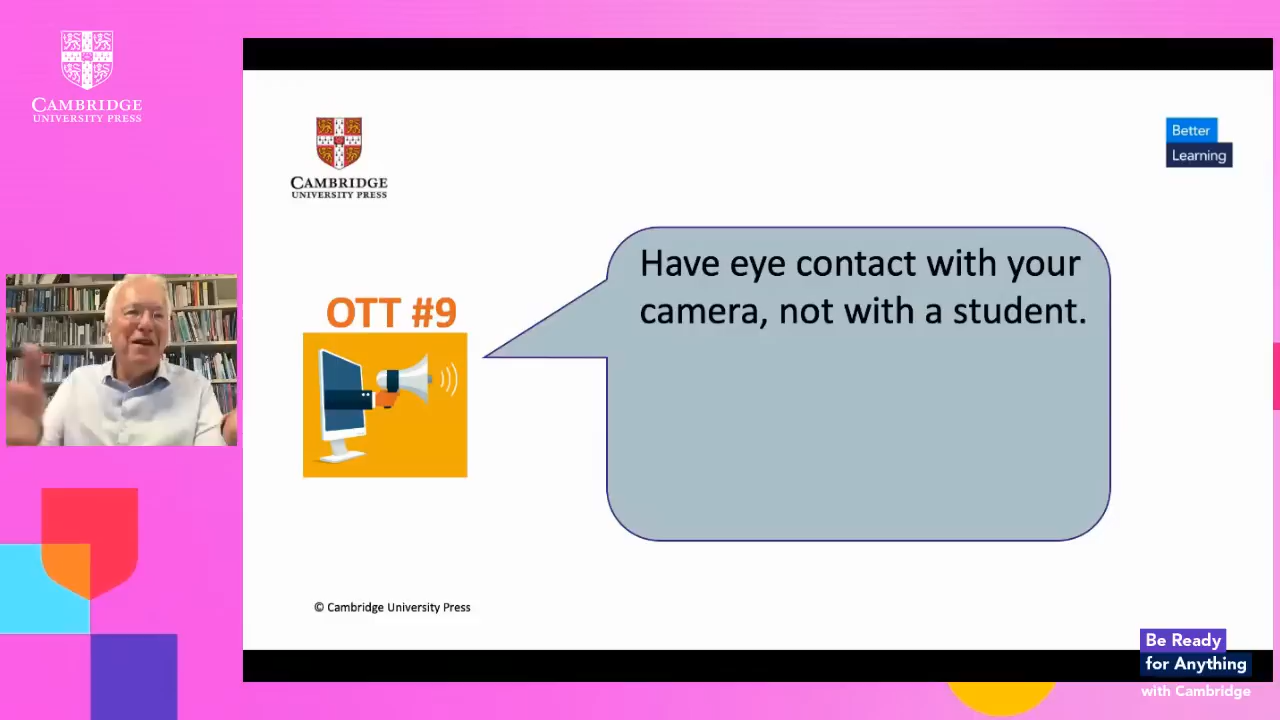 CAMBRIDGE
UNIVERSITY PRESS
CAMBRIDGE
UNIVERSITY PRESS
Better
Learning
OTT #9
Have eye contact with your
camera, not with a student.
© Cambridge University Press
Be Ready
for Anything
with Cambridge